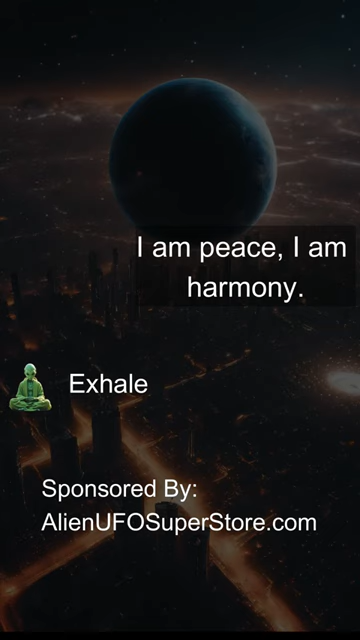 I am peace, I am
harmony.
Exhale
Sponsored By:
AlienUFOSuperStore.com